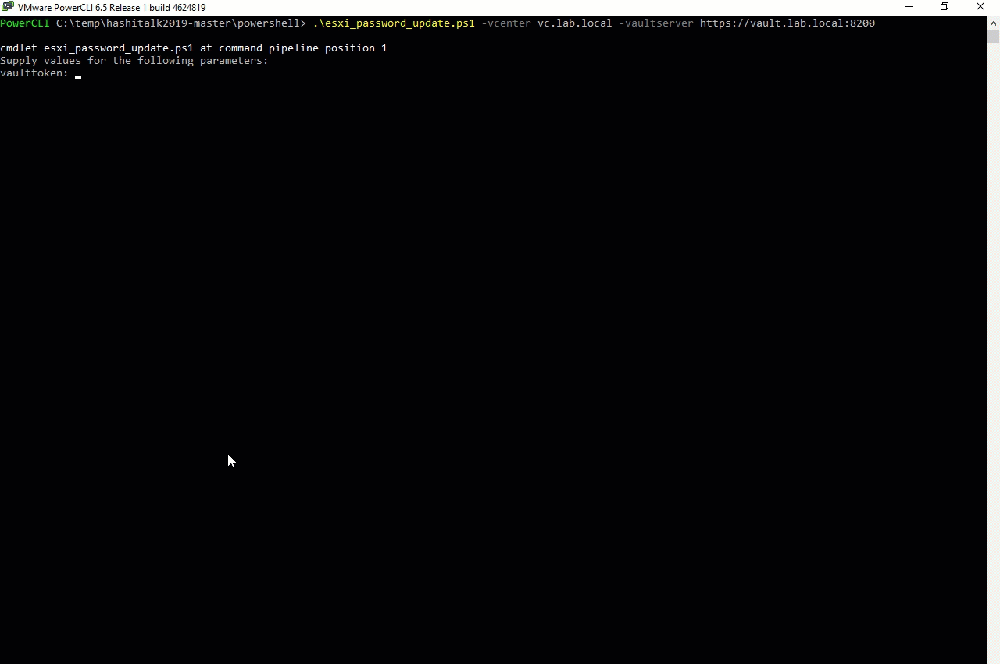 VMware PowerCLI 6.5 Release 1 build 4624819
PowerCLI C:\temp\hashitalk2019-master\powershell> .\esxi_password_update.ps1 -vcenter vc.lab.local -vaultserver https://vault.lab.local:8200
cmdlet esxi_password_update.ps1 at command pipeline position 1
Supply values for the following parameters:
vaulttoken: